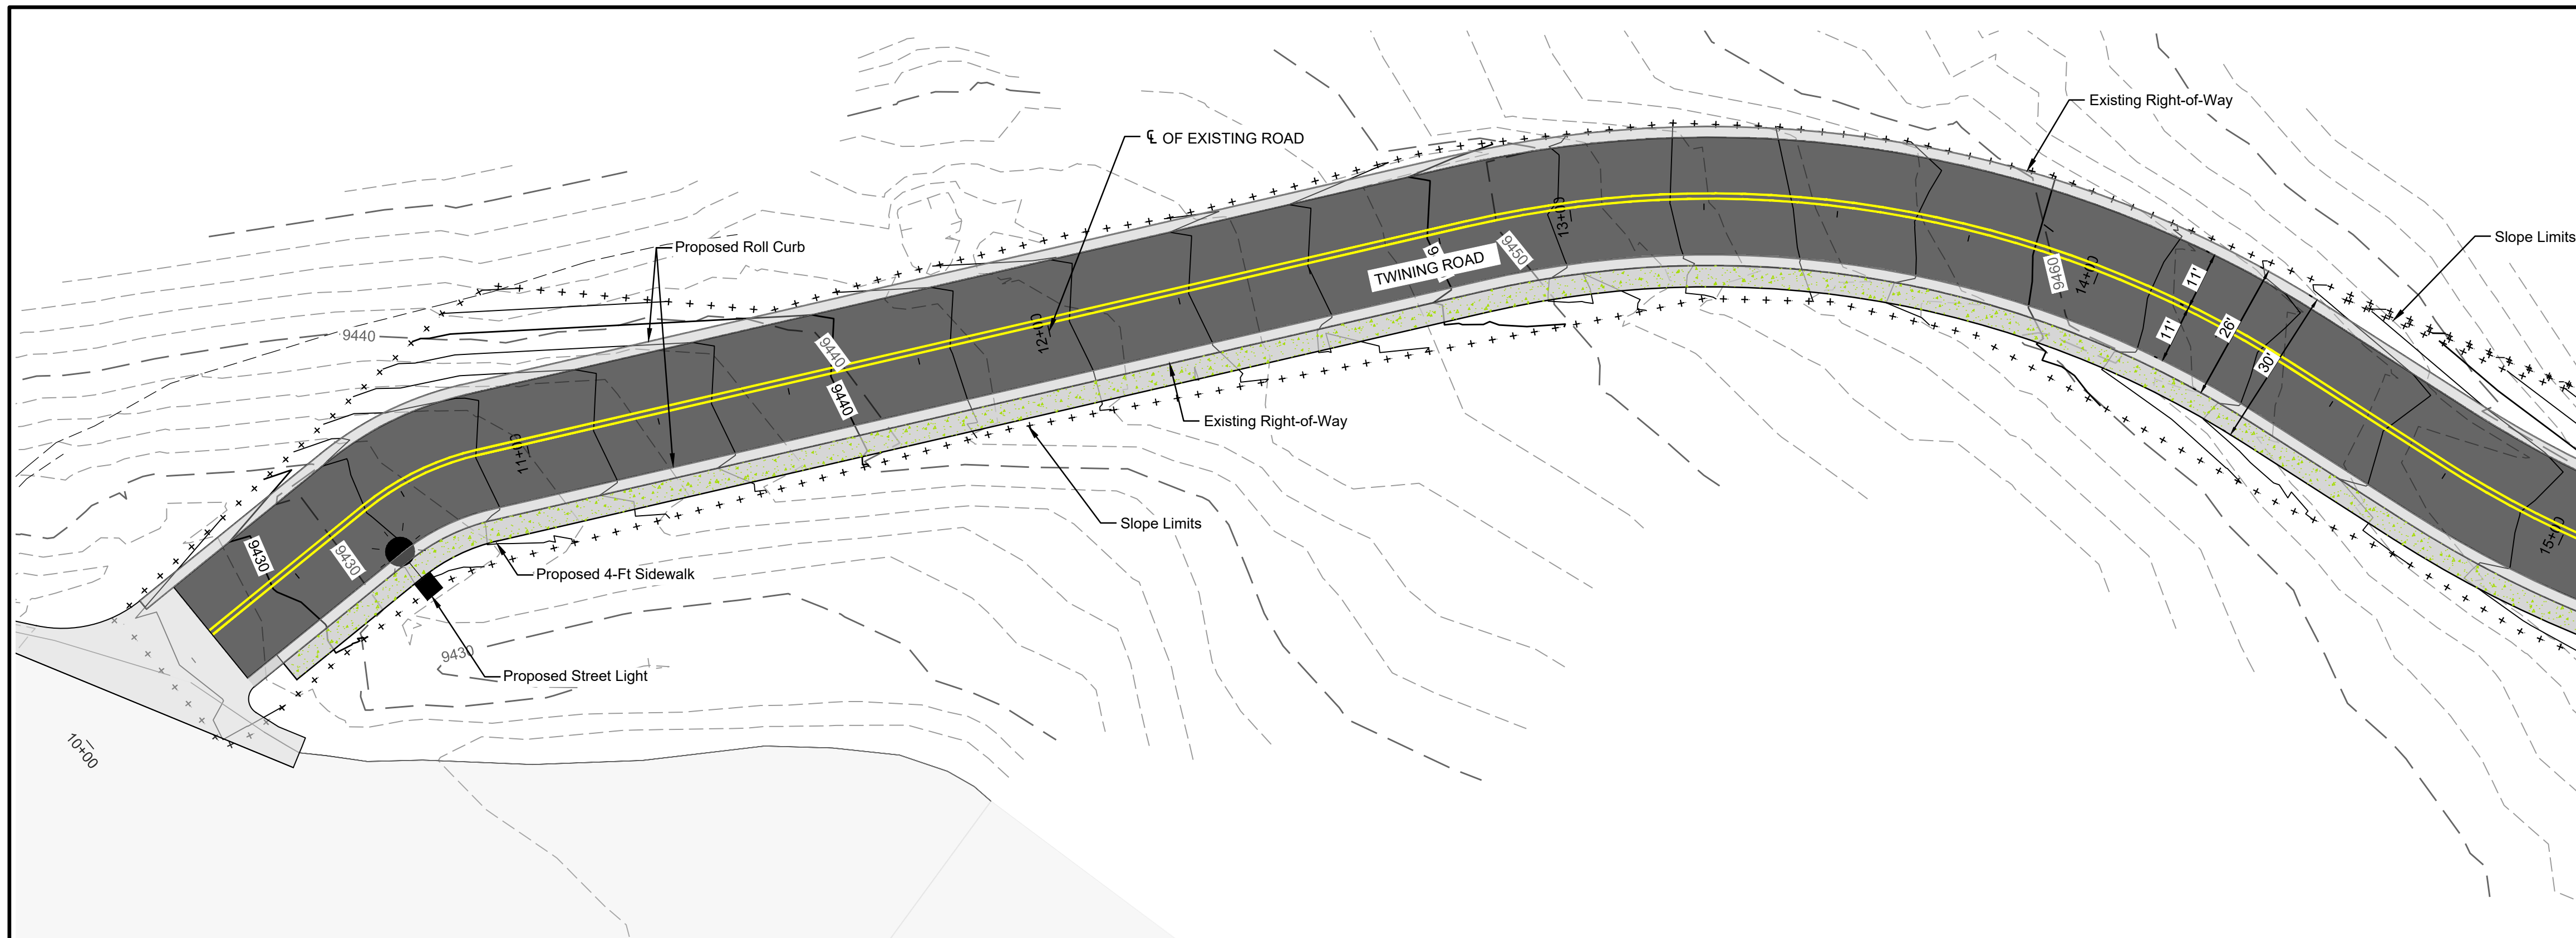 Existing Right-of-Way
℄ OF EXISTING ROAD
Slope Limits
Proposed Roll Curb
13+00
9450
TWINING ROAD
9460
14+00
11'
11'
26'
30'
9440
12+00
9440
9440
Existing Right-of-Way
11+00
Slope Limits
15+00
9430
9430
Proposed 4-Ft Sidewalk
9430
Proposed Street Light
10+00